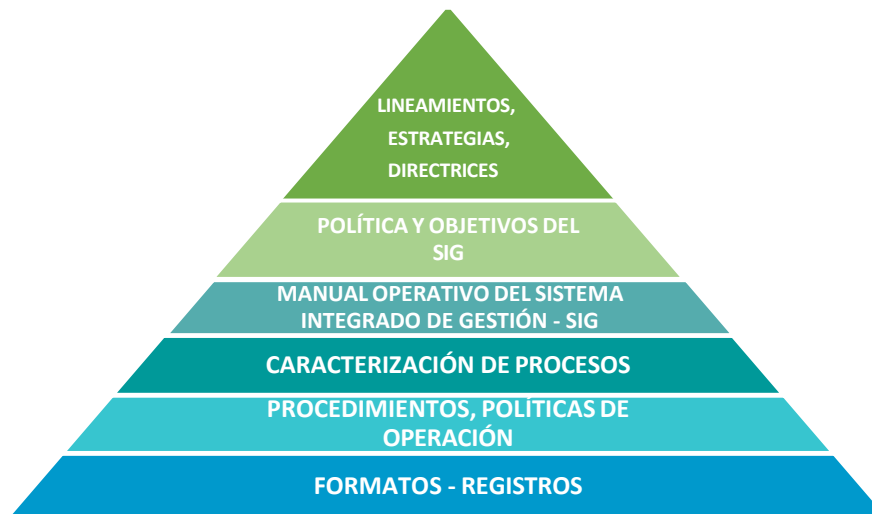 LINEAMIENTOS,
ESTRATEGIAS,
DIRECTRICES
POLÍTICA Y OBJETIVOS DEL
SIG
MANUAL OPERATIVO DEL SISTEMA
INTEGRADO DE GESTIÓN - SIG
CARACTERIZACIÓN DE PROCESOS
PROCEDIMIENTOS, POLÍTICAS DE
OPERACIÓN
FORMATOS - REGISTROS